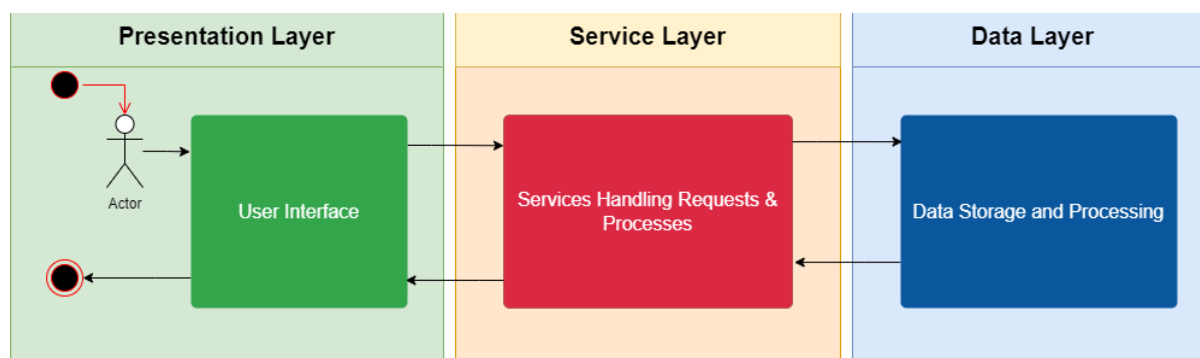 Presentation Layer
Service Layer
Data Layer
Actor
User Interface
Services Handling Requests &
Processes
Data Storage and Processing